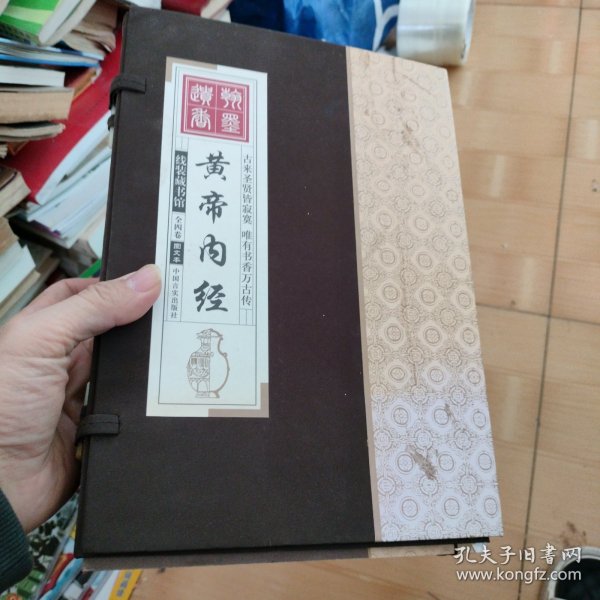 翰墨
遗香
古来圣贤皆寂寞 唯有书香万古传
黄帝内经
线装藏书馆 全四卷 图文本 中国言实出版社
孔夫子旧书网
www.kongfz.com